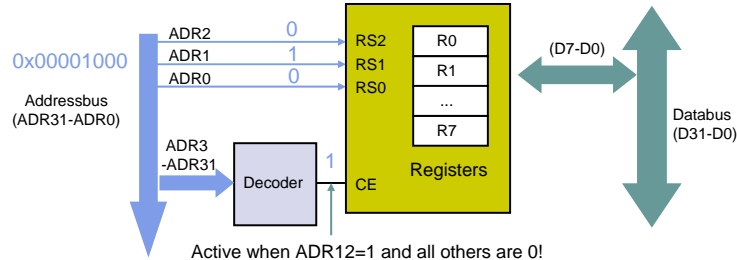 ADR2
0
RS2
ADR1
1
RS1
ADR0
0
RS0
0x00001000
Addressbus
(ADR31-ADR0)
R0
R1
...
R7
Registers
(D7-D0)
Databus
(D31-D0)
ADR3
-ADR31
Decoder
1
CE
Active when ADR12=1 and all others are 0!